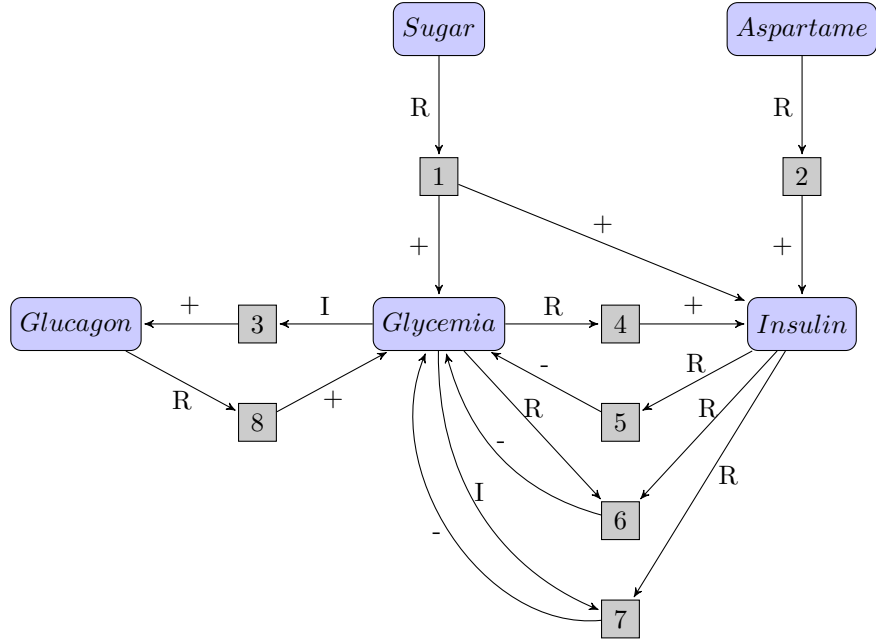 Sugar Aspartame
R R
1 2
+ + +
Glucagon + 3 I Glycemia R 4 + Insulin
R 8 + - 5 R
R R
- 6
I R
-
7